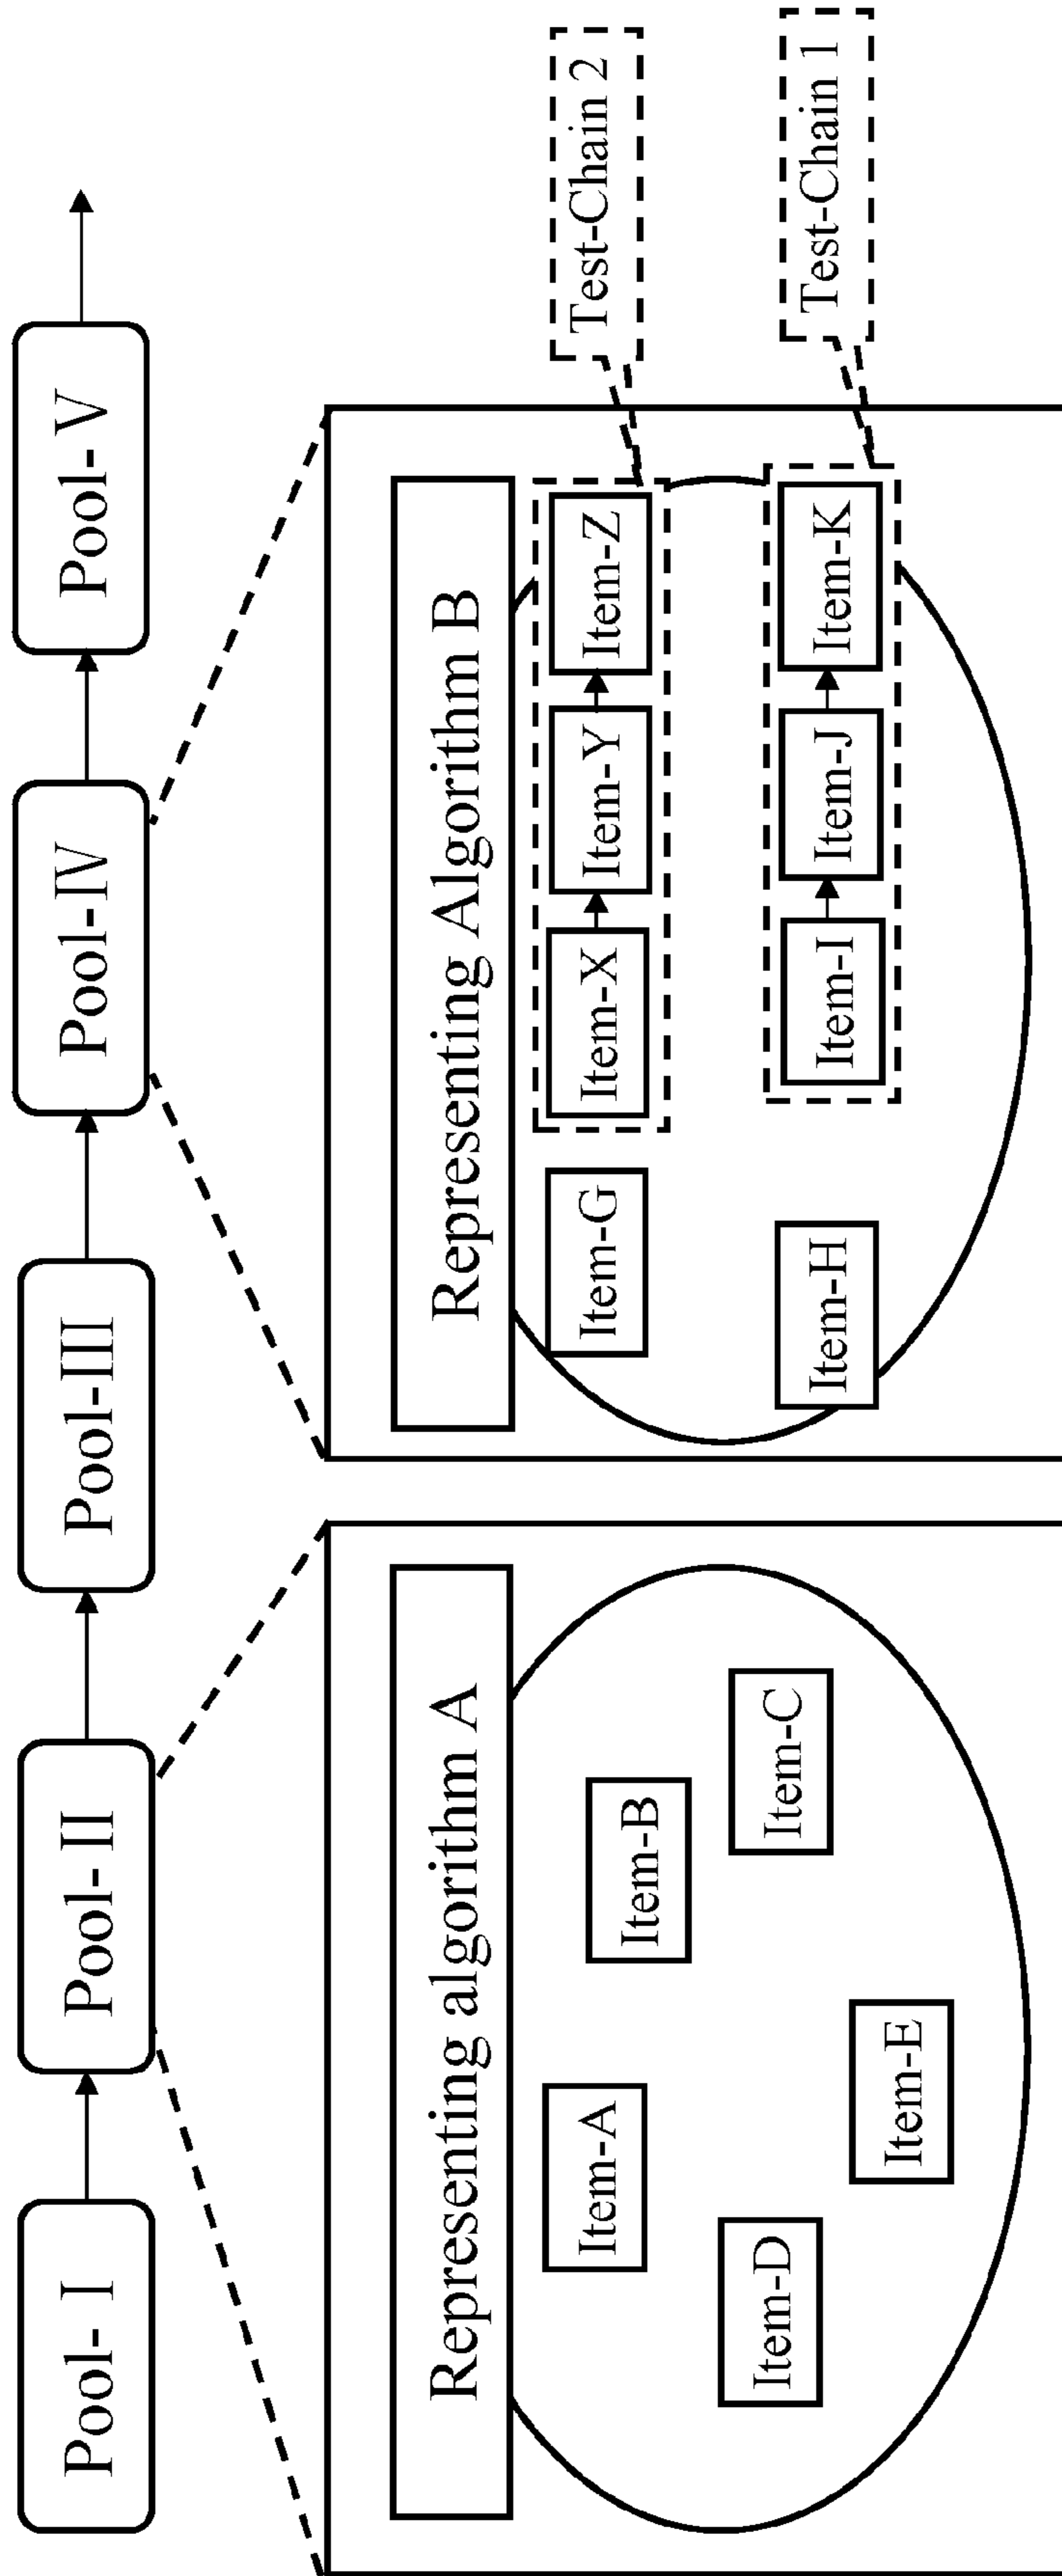 Pool- I
Pool- II
Pool-III
Pool-IV
Pool- V
Representing algorithm A
Item-A
Item-B
Item-D
Item-C
Item-E
Representing Algorithm B
Item-G
Item-X
Item-Y
Item-Z
Test-Chain 2
Item-H
Item-I
Item-J
Item-K
Test-Chain 1